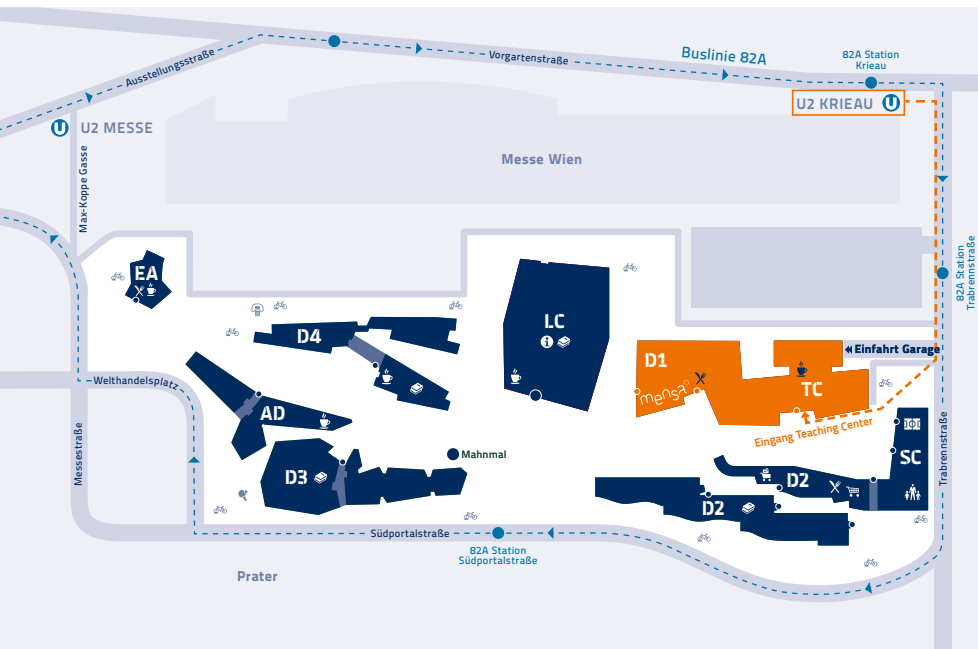 Ausstellungsstraße
Vorgartenstraße
Buslinie 82A
82A Station
Krieau
U2 KRIEAU U
U U2 MESSE
Max-Koppe Gasse
Messe Wien
82A Station
Trabrennstraße
EA
D4
LC
i
Einfahrt Garage
D1
mensa
TC
Eingang Teaching Center
Welthandelsplatz
AD
Messestraße
Mahnmal
D3
SC
Trabrennstraße
D2
D2
Südportalstraße
82A Station
Südportalstraße
Prater